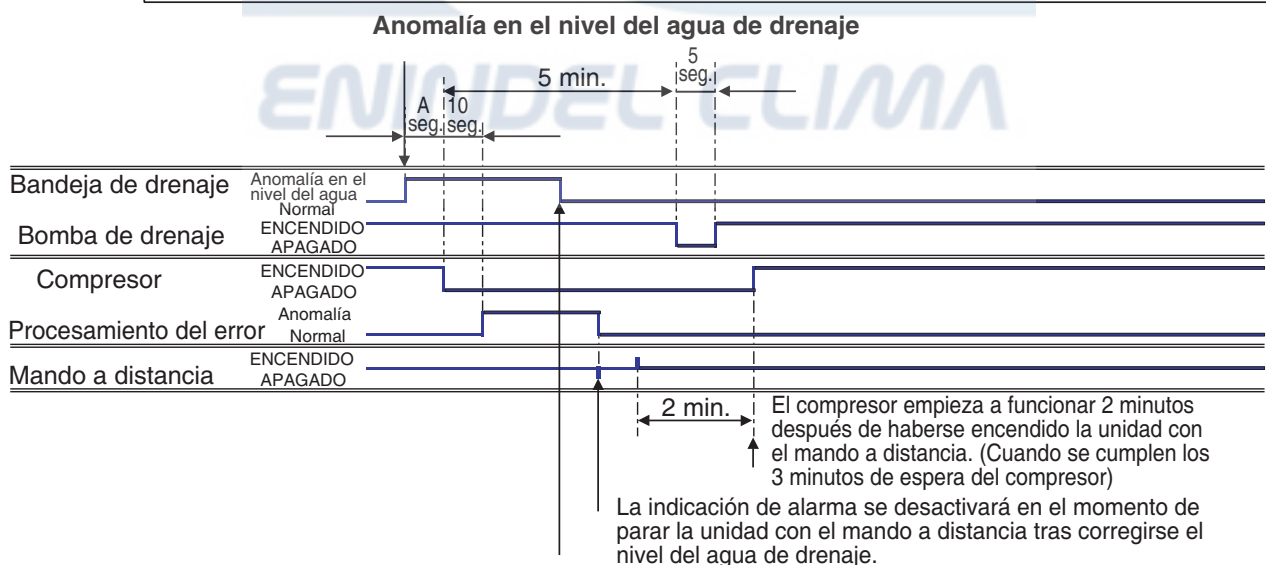 Anomalía en el nivel del agua de drenaje
ENINDEL CLIMA
5
seg.
5 min.
A
seg.
10
seg.
Bandeja de drenaje
Anomalía en el
nivel del agua
Normal
Bomba de drenaje
ENCENDIDO
APAGADO
Compresor
ENCENDIDO
APAGADO
Procesamiento del error
Anomalía
Normal
Mando a distancia
ENCENDIDO
APAGADO
2 min.
El compresor empieza a funcionar 2 minutos
después de haberse encendido la unidad con
el mando a distancia. (Cuando se cumplen los
3 minutos de espera del compresor)
La indicación de alarma se desactivará en el momento de
parar la unidad con el mando a distancia tras corregirse el
nivel del agua de drenaje.